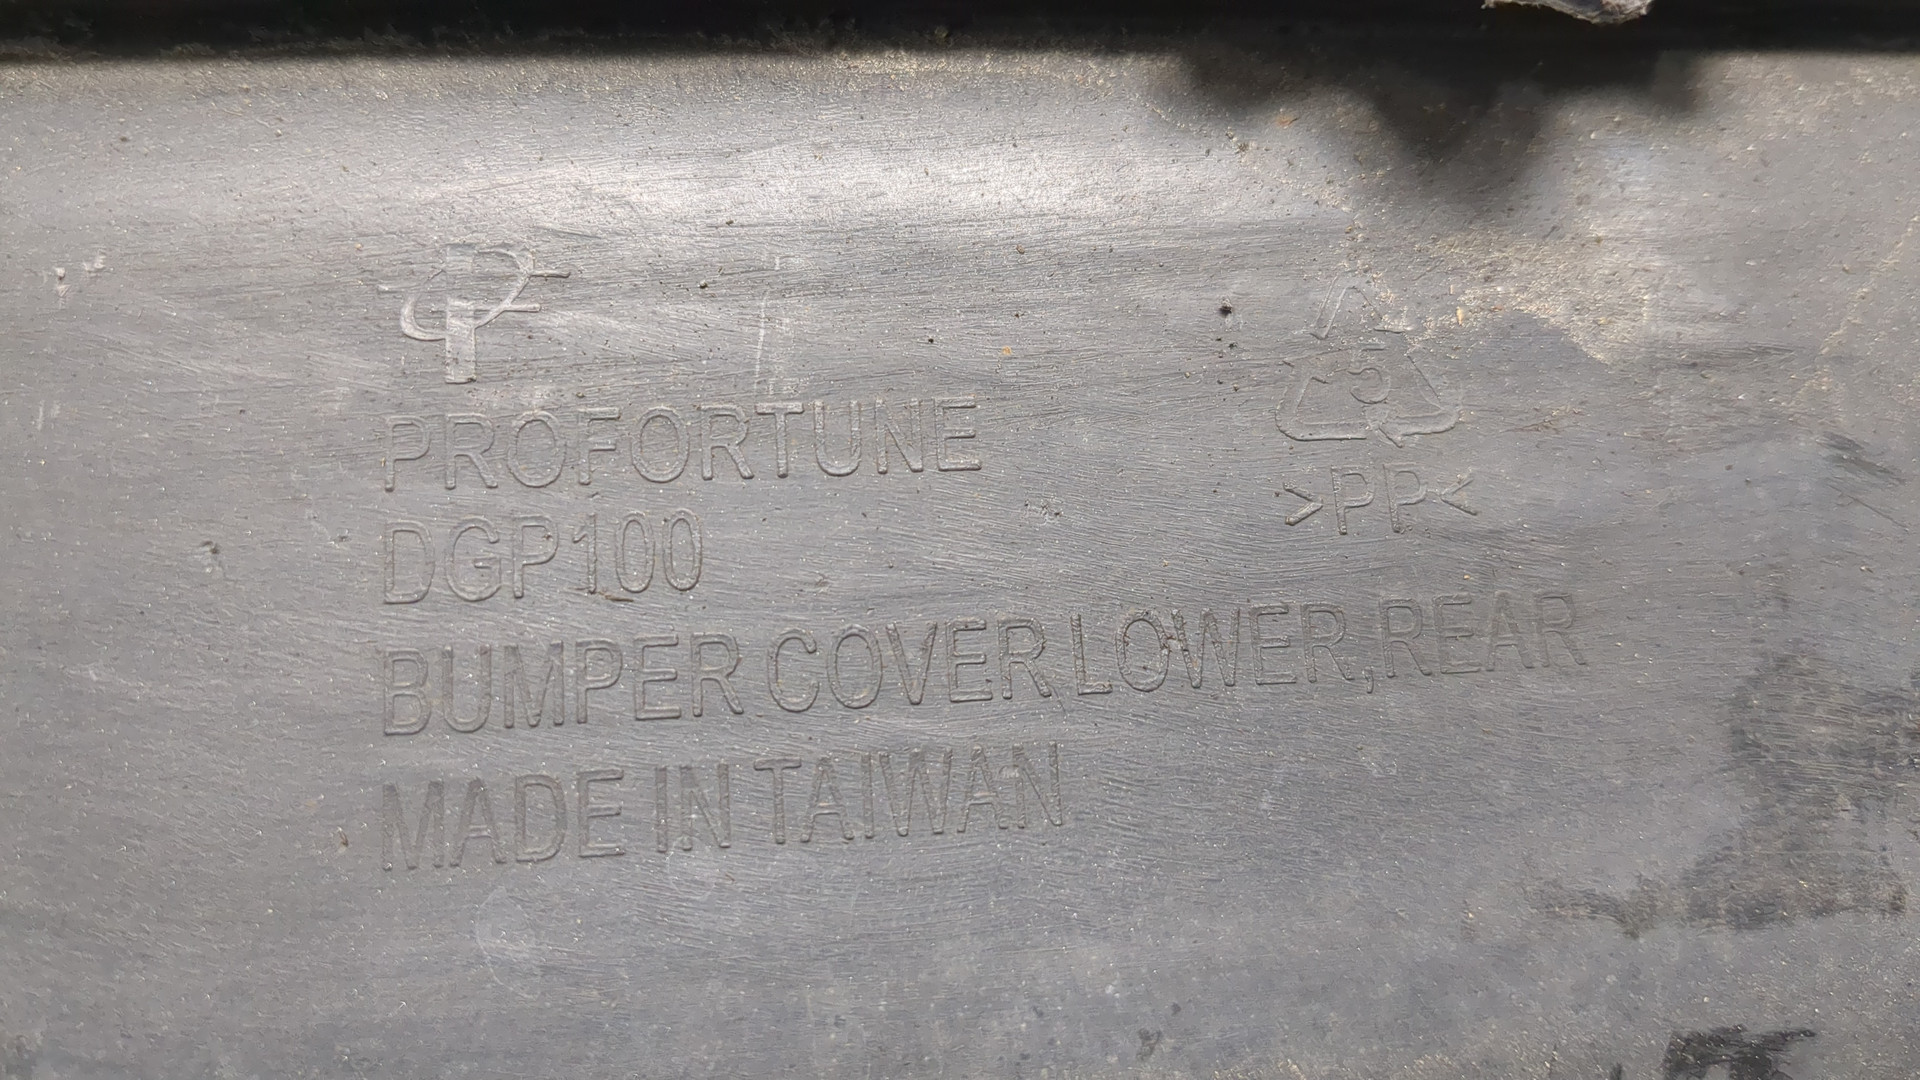 PROFORTUNE
DGP100
BUMPER COVER LOWER,REAR
MADE IN TAIWAN
5
>PP<